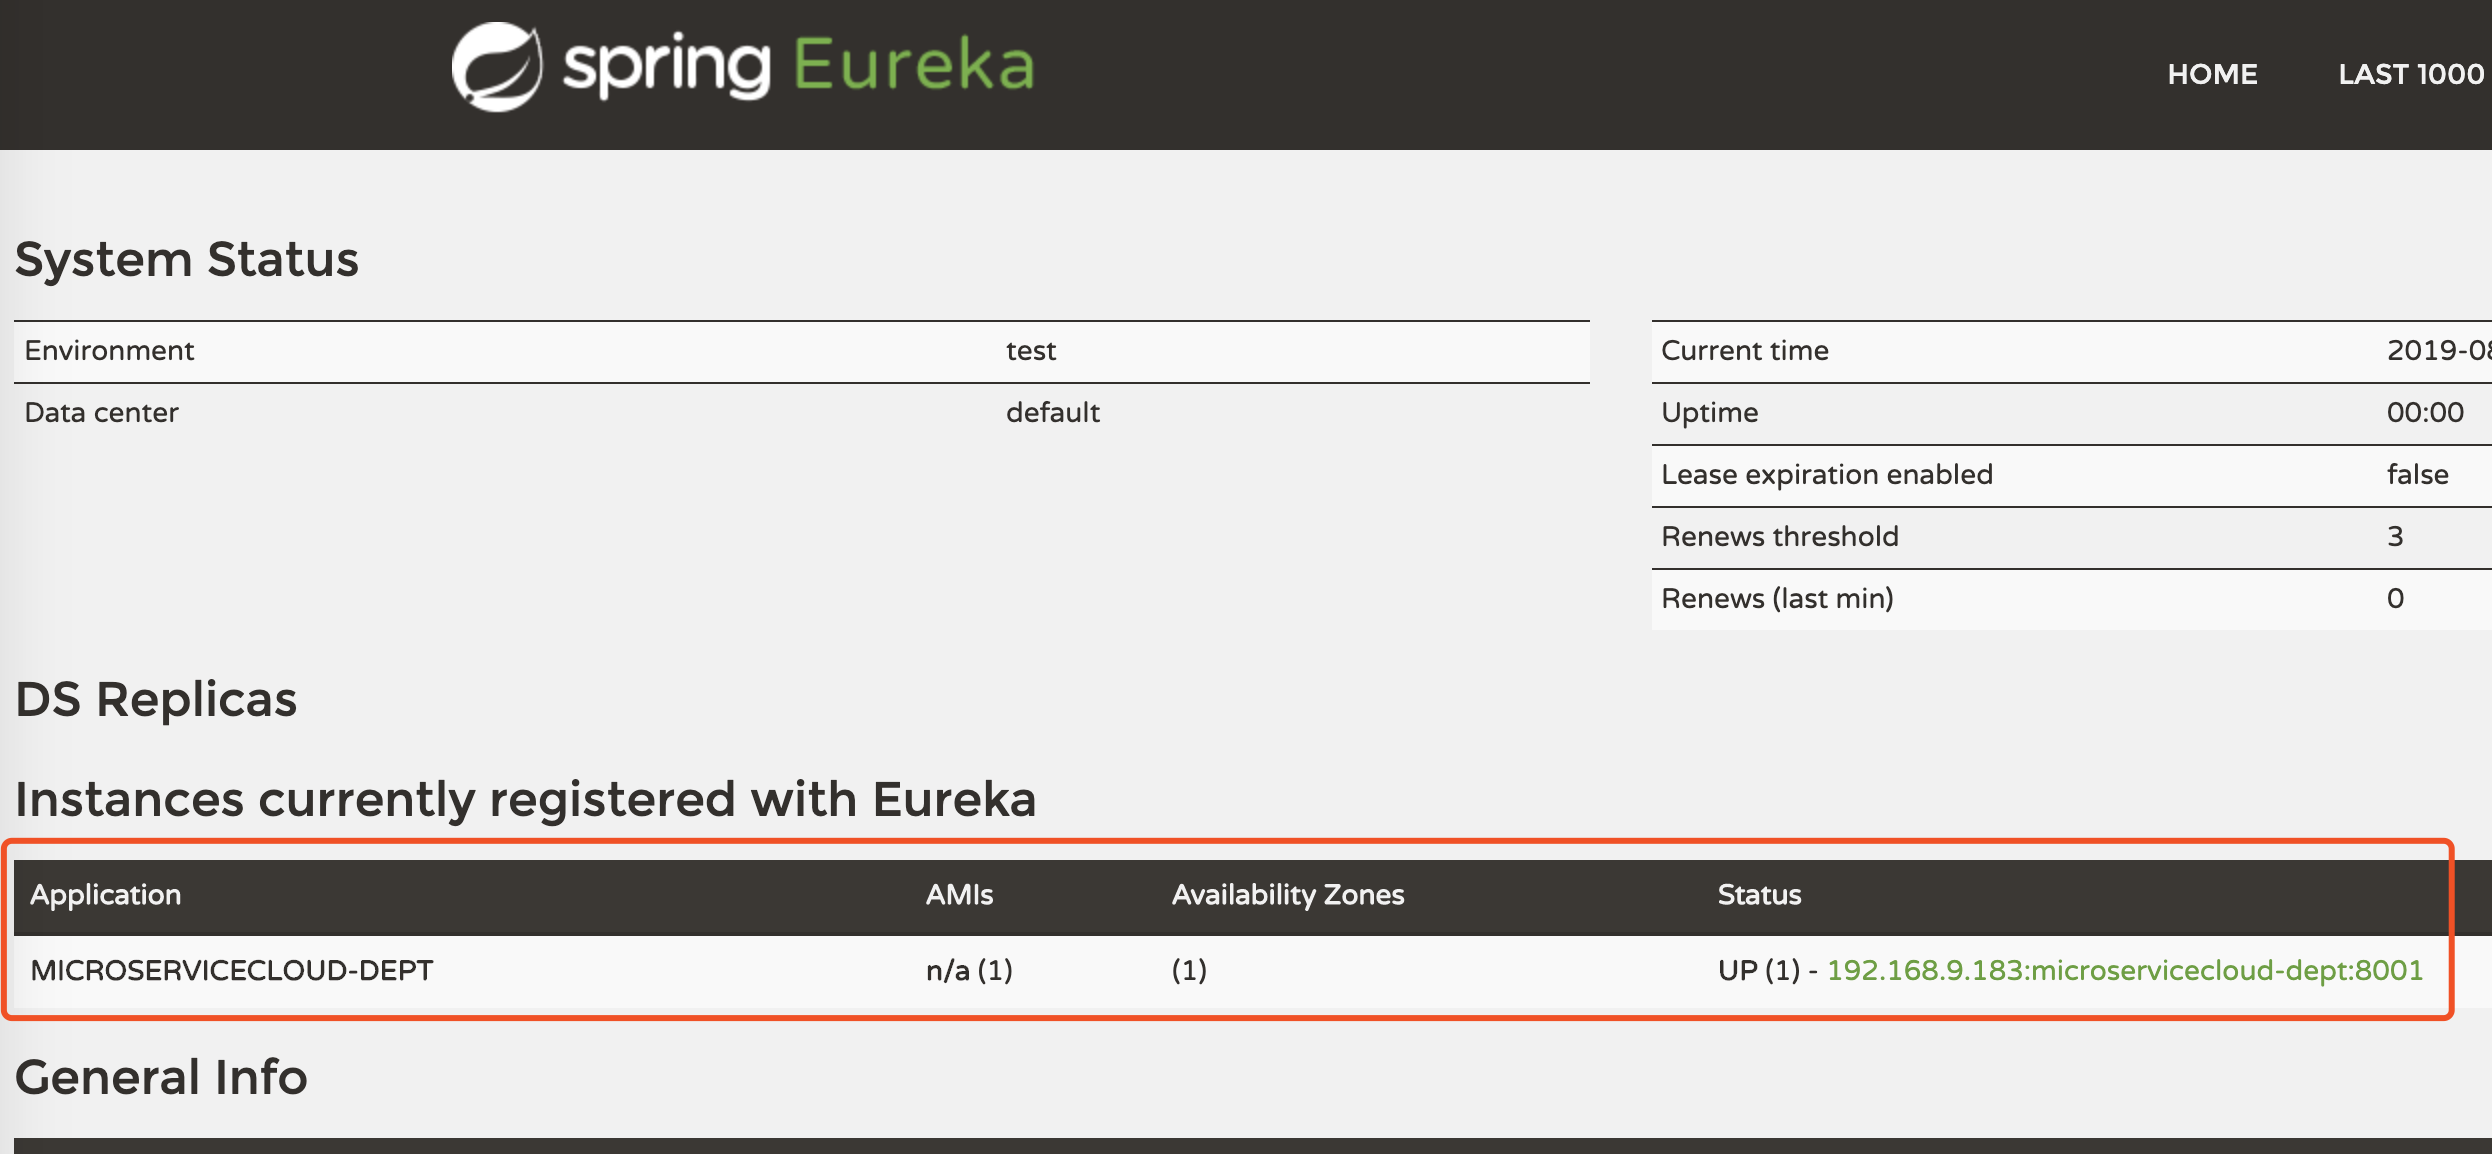 spring Eureka
HOME LAST 1000
System Status
Environment test
Data center default
Current time 2019-08
Uptime 00:00
Lease expiration enabled false
Renews threshold 3
Renews (last min) 0
DS Replicas
Instances currently registered with Eureka
Application AMIs Availability Zones Status
MICROSERVICECLOUD-DEPT n/a (1) (1) UP (1) - 192.168.9.183:microservicecloud-dept:8001
General Info